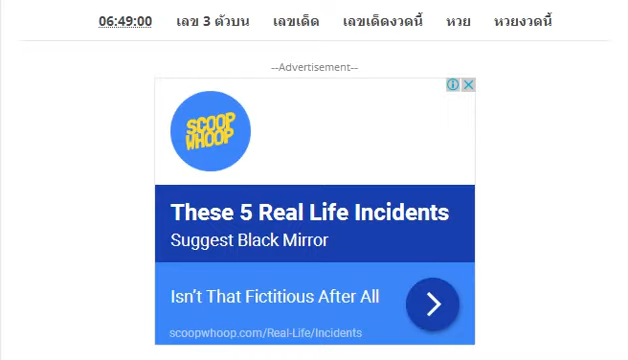 06:49:00 เลข 3 ตัวบน เลขเด็ด เลขเด็ดงวดนี้ หวย หวยงวดนี้
--Advertisement--
SCOOP
WHOOP
These 5 Real Life Incidents
Suggest Black Mirror
Isn't That Fictitious After All
scoopwhoop.com/Real-Life/Incidents